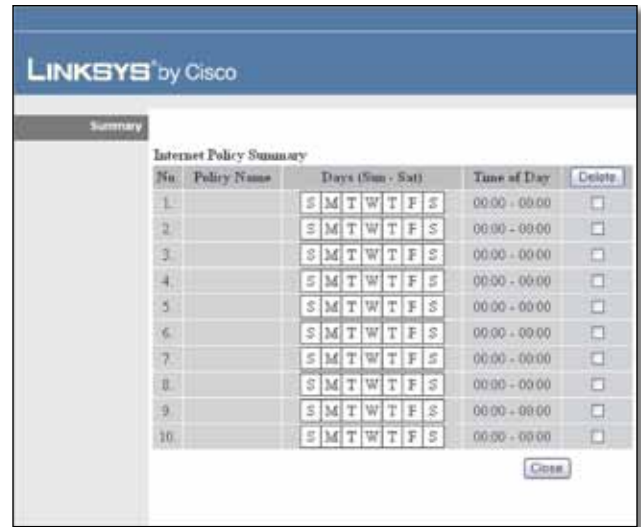 LINKSYS® by Cisco
Summary
Internet Policy Summary
No. Policy Name Days (Sun - Sat) Time of Day Delete
1. S M T W T F S 00:00 - 00:00
2. S M T W T F S 00:00 - 00:00
3. S M T W T F S 00:00 - 00:00
4. S M T W T F S 00:00 - 00:00
5. S M T W T F S 00:00 - 00:00
6. S M T W T F S 00:00 - 00:00
7. S M T W T F S 00:00 - 00:00
8. S M T W T F S 00:00 - 00:00
9. S M T W T F S 00:00 - 00:00
10. S M T W T F S 00:00 - 00:00
Close